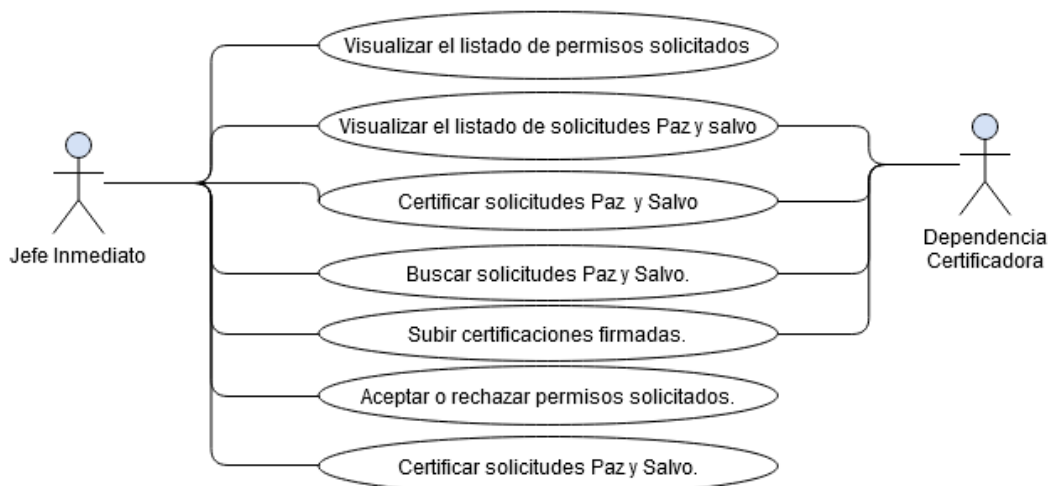 Visualizar el listado de permisos solicitados
Visualizar el listado de solicitudes Paz y salvo
Certificar solicitudes Paz y Salvo
Jefe Inmediato
Dependencia
Certificadora
Buscar solicitudes Paz y Salvo.
Subir certificaciones firmadas.
Aceptar o rechazar permisos solicitados.
Certificar solicitudes Paz y Salvo.